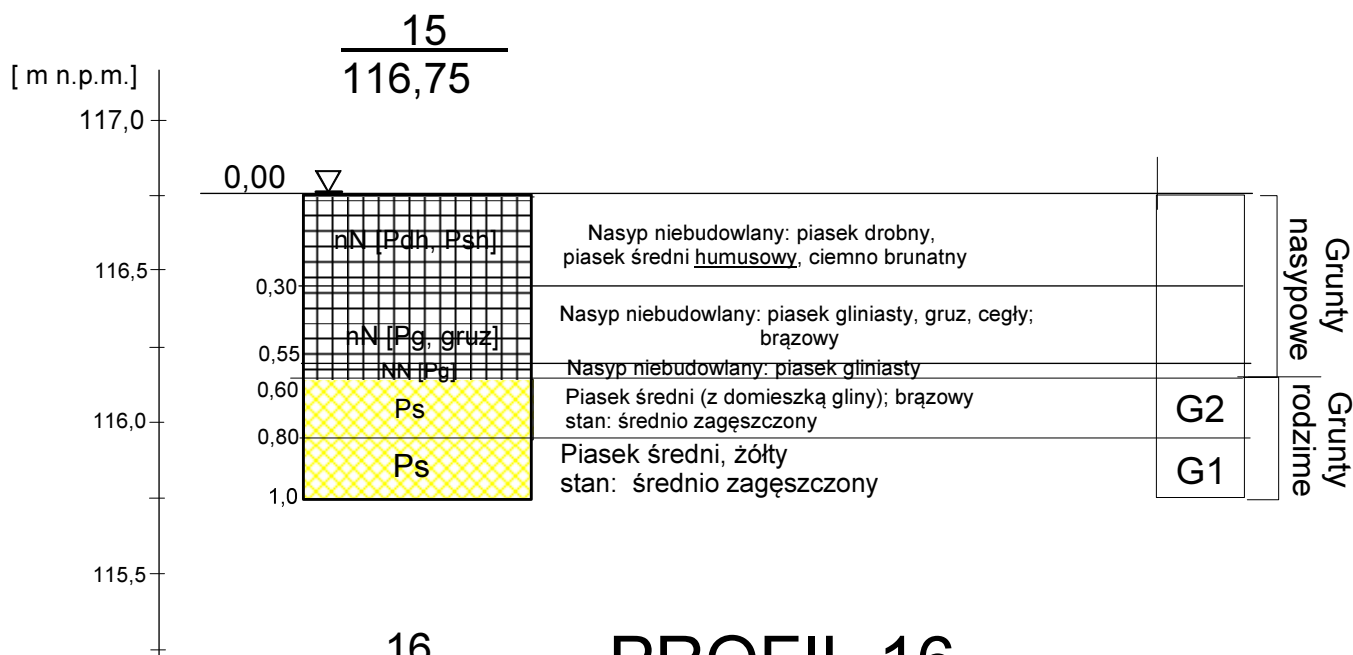 15
116,75
[ m n.p.m.]
117,0
0,00
nN [Pdh, Psh]
Nasyp niebudowlany: piasek drobny,
piasek średni humusowy, ciemno brunatny
116,5
0,30
nN [Pg, gruz]
Nasyp niebudowlany: piasek gliniasty, gruz, cegły;
brązowy
Grunty
nasypowe
0,55
NN [Pg]
Nasyp niebudowlany: piasek gliniasty
0,60
Ps
Piasek średni (z domieszką gliny); brązowy
stan: średnio zagęszczony
G2
116,0
0,80
Ps
Piasek średni, żółty
stan: średnio zagęszczony
G1
Grunty
rodzime
1,0
115,5
16
PROFIL 16